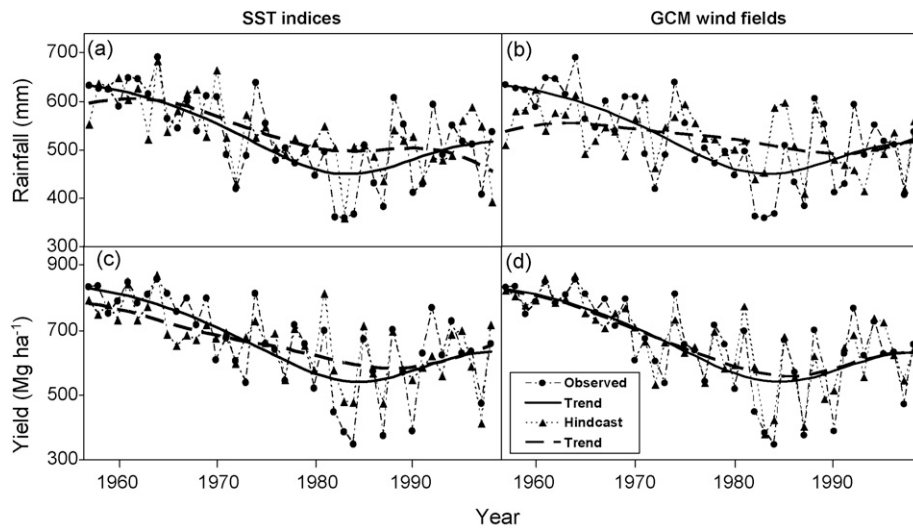 SST indices
GCM wind fields
(a)
(b)
700
600
500
400
300
Rainfall (mm)
(c)
(d)
900
700
500
300
Yield (Mg ha⁻¹)
Observed
Trend
Hindcast
Trend
1960 1970 1980 1990 1960 1970 1980 1990
Year